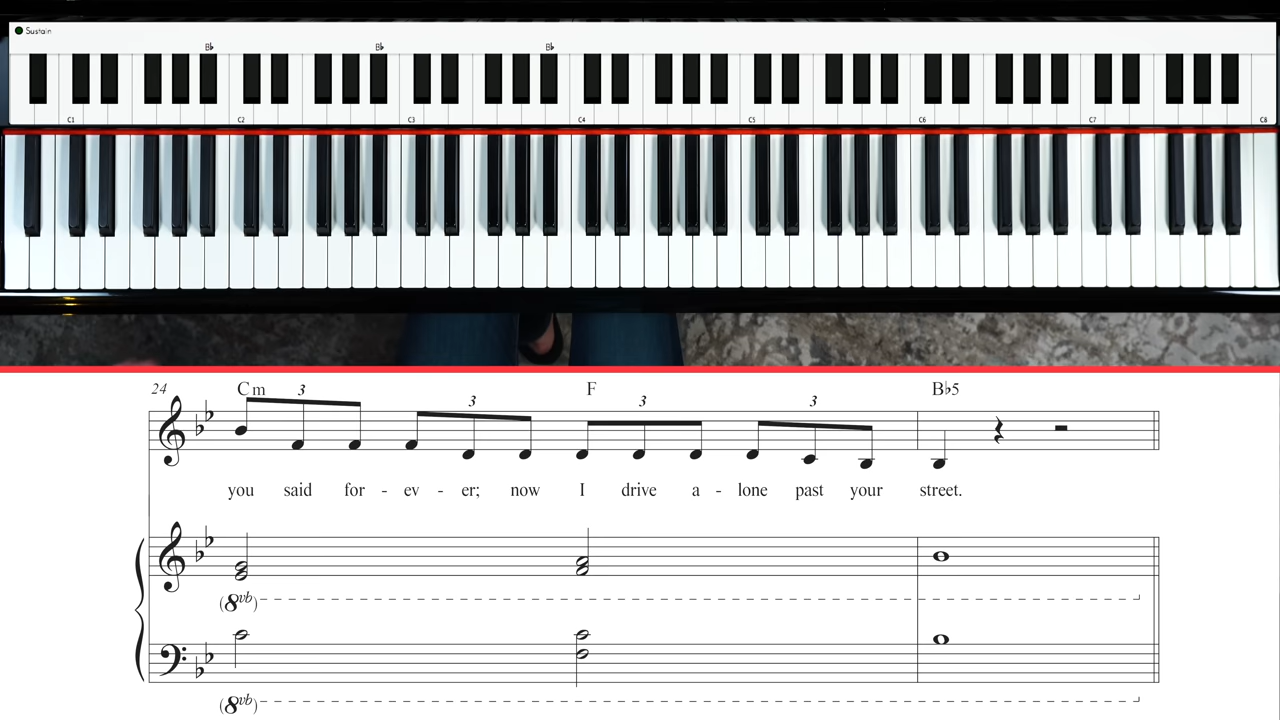 Sustain
B♭ B♭ B♭
C1 C2 C3 C4 C5 C6 C7 C8
24 Cm 3 3 F 3 3 B♭5
you said for - ev - er; now I drive a - lone past your street.
(8vb)
(8vb)